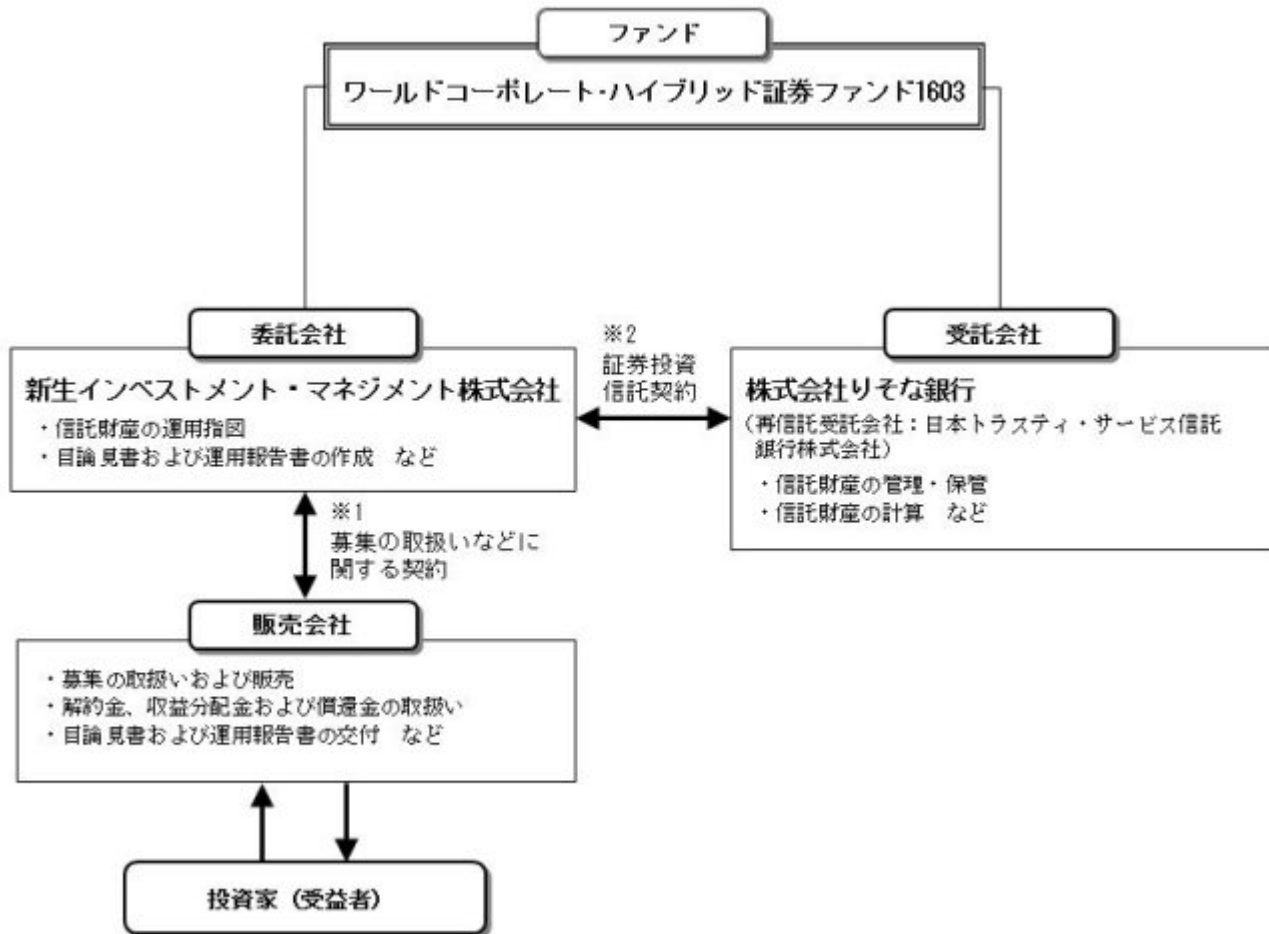 ファンド
ワールドコーポレート・ハイブリッド証券ファンド1603
委託会社
新生インベストメント・マネジメント株式会社
・信託財産の運用指図
・目論見書および運用報告書の作成　など
※2
証券投資
信託契約
受託会社
株式会社りそな銀行
（再信託受託会社：日本トラスティ・サービス信託
銀行株式会社）
・信託財産の管理・保管
・信託財産の計算　など
※1
募集の取扱いなどに
関する契約
販売会社
・募集の取扱いおよび販売
・解約金、収益分配金および償還金の取扱い
・目論見書および運用報告書の交付　など
投資家（受益者）